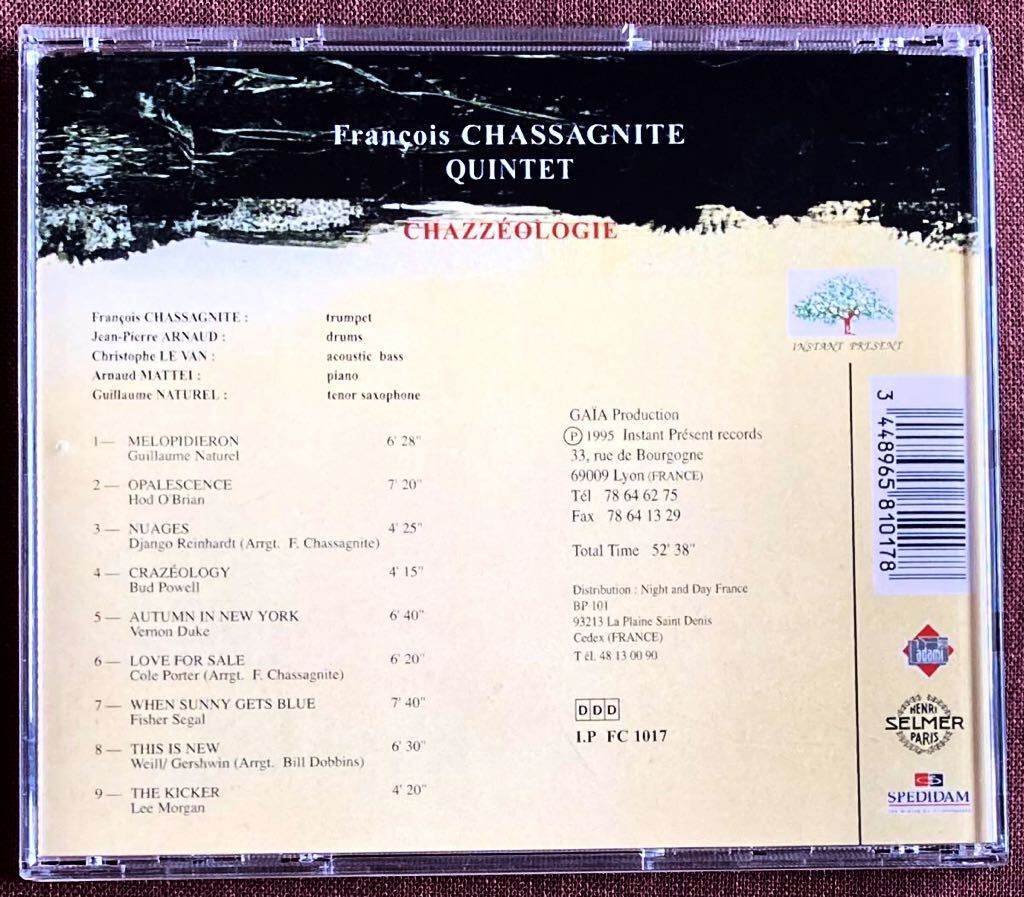 François CHASSAGNITE
QUINTET
CHAZZÉOLOGIE
François CHASSAGNITE : trumpet
Jean-Pierre ARNAUD : drums
Christophe LE VAN : acoustic bass
Arnaud MATTEI : piano
Guillaume NATUREL : tenor saxophone
1— MELOPIDIERON 6' 28"
Guillaume Naturel
2— OPALESCENCE 7' 20"
Hod O'Brian
3— NUAGES 4' 25"
Django Reinhardt (Arrgt. F. Chassagnite)
4— CRAZÉOLOGY 4' 15"
Bud Powell
5— AUTUMN IN NEW YORK 6' 40"
Vernon Duke
6— LOVE FOR SALE 6' 20"
Cole Porter (Arrgt. F. Chassagnite)
7— WHEN SUNNY GETS BLUE 7' 40"
Fisher Segal
8— THIS IS NEW 6' 30"
Weill/ Gershwin (Arrgt. Bill Dobbins)
9— THE KICKER 4' 20"
Lee Morgan
GAÏA Production
Ⓟ 1995 Instant Présent records
33, rue de Bourgogne
69009 Lyon (FRANCE)
Tél 78 64 62 75
Fax 78 64 13 29
Total Time 52' 38"
Distribution : Night and Day France
BP 101
93213 La Plaine Saint Denis
Cedex (FRANCE)
Tél. 48 13 00 90
DDD
I.P FC 1017
INSTANT PRÉSENT
3 448965 810178
adami
HENRI
SELMER
PARIS
SPEDIDAM